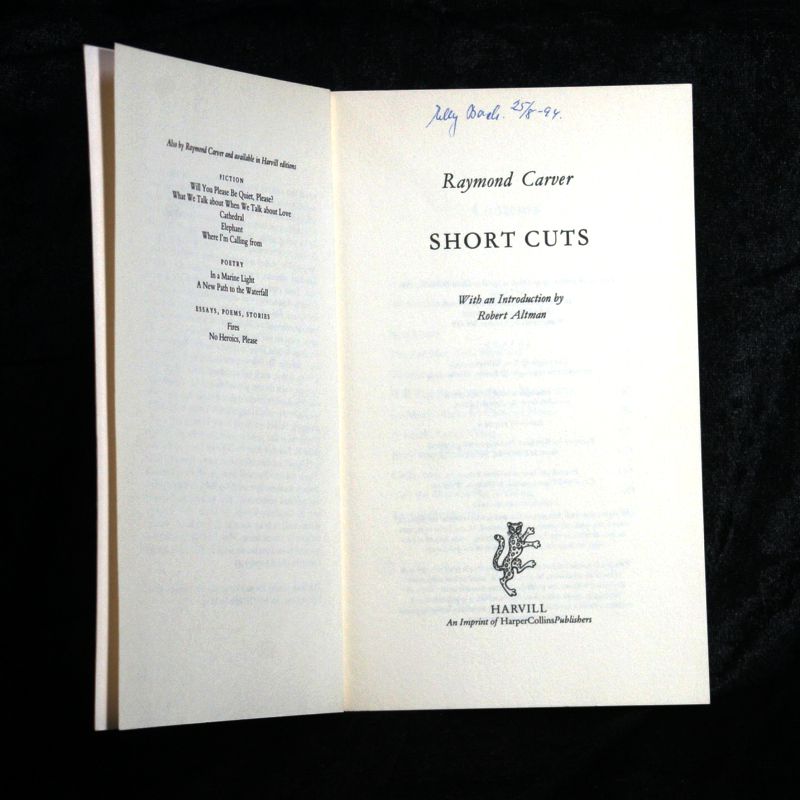 Also by Raymond Carver and available in Harvill editions
FICTION
Will You Please Be Quiet, Please?
What We Talk about When We Talk about Love
Cathedral
Elephant
Where I'm Calling from
POETRY
In a Marine Light
A New Path to the Waterfall
ESSAYS, POEMS, STORIES
Fires
No Heroics, Please
25/8-94.
Raymond Carver
SHORT CUTS
With an Introduction by
Robert Altman
HARVILL
An Imprint of HarperCollinsPublishers